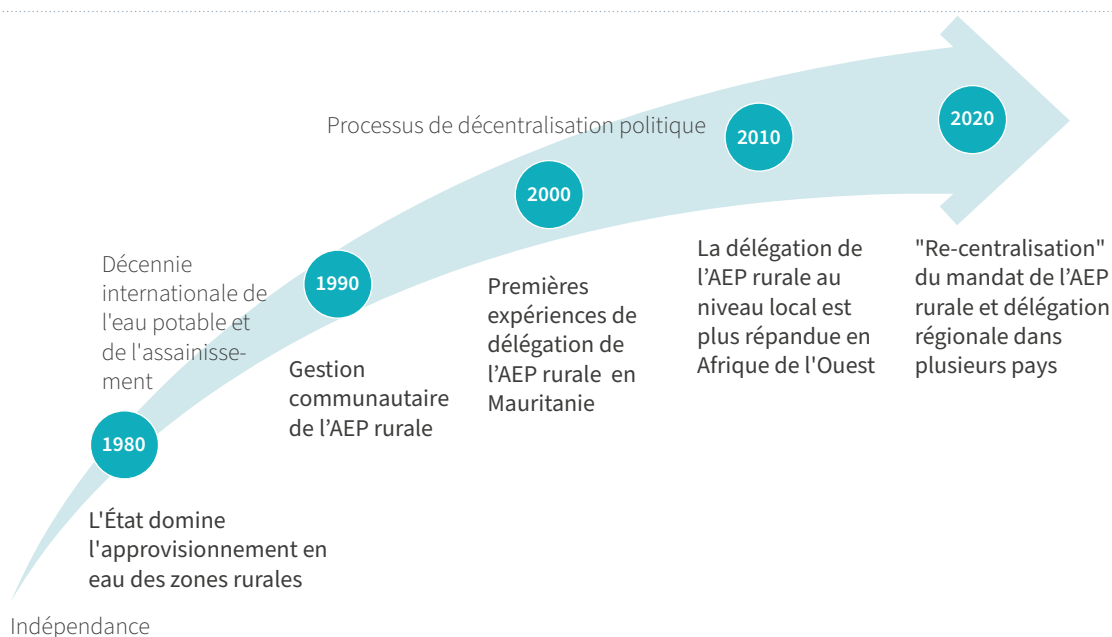 Indépendance
1980
L'État domine
l'approvisionnement en
eau des zones rurales
Décennie
internationale de
l'eau potable et
de l'assainisse-
ment
1990
Gestion
communautaire
de l'AEP rurale
Processus de décentralisation politique
2000
Premières
expériences de
délégation de
l'AEP rurale en
Mauritanie
2010
La délégation de
l'AEP rurale au
niveau local est
plus répandue en
Afrique de l'Ouest
2020
"Re-centralisation"
du mandat de l'AEP
rurale et délégation
régionale dans
plusieurs pays